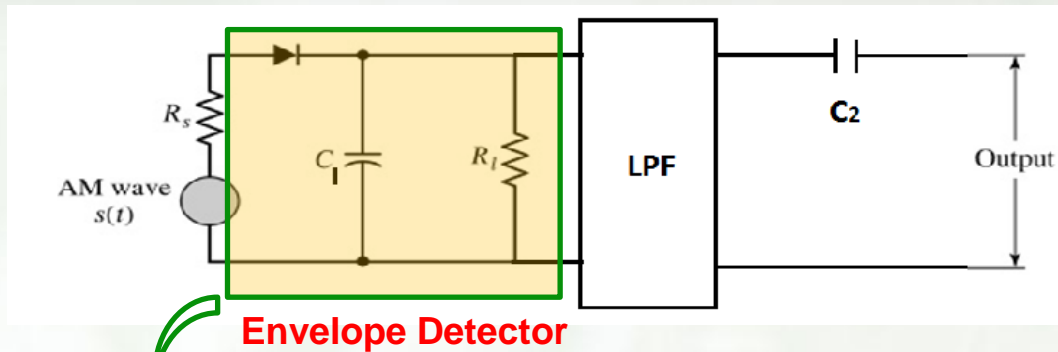 Rs
C1
Rl
AM wave
s(t)
LPF
C2
Output
Envelope Detector